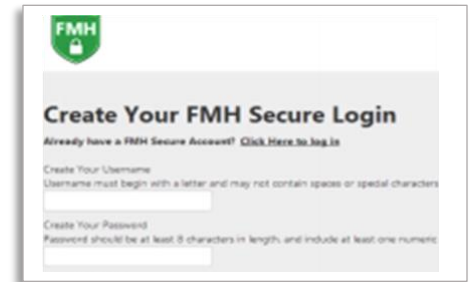 FMH
Create Your FMH Secure Login
Already have a FMH Secure Account? Click Here to log in
Create Your Username
Username must begin with a letter and may not contain spaces or special characters
Create Your Password
Password should be at least 8 characters in length, and include at least one numeric